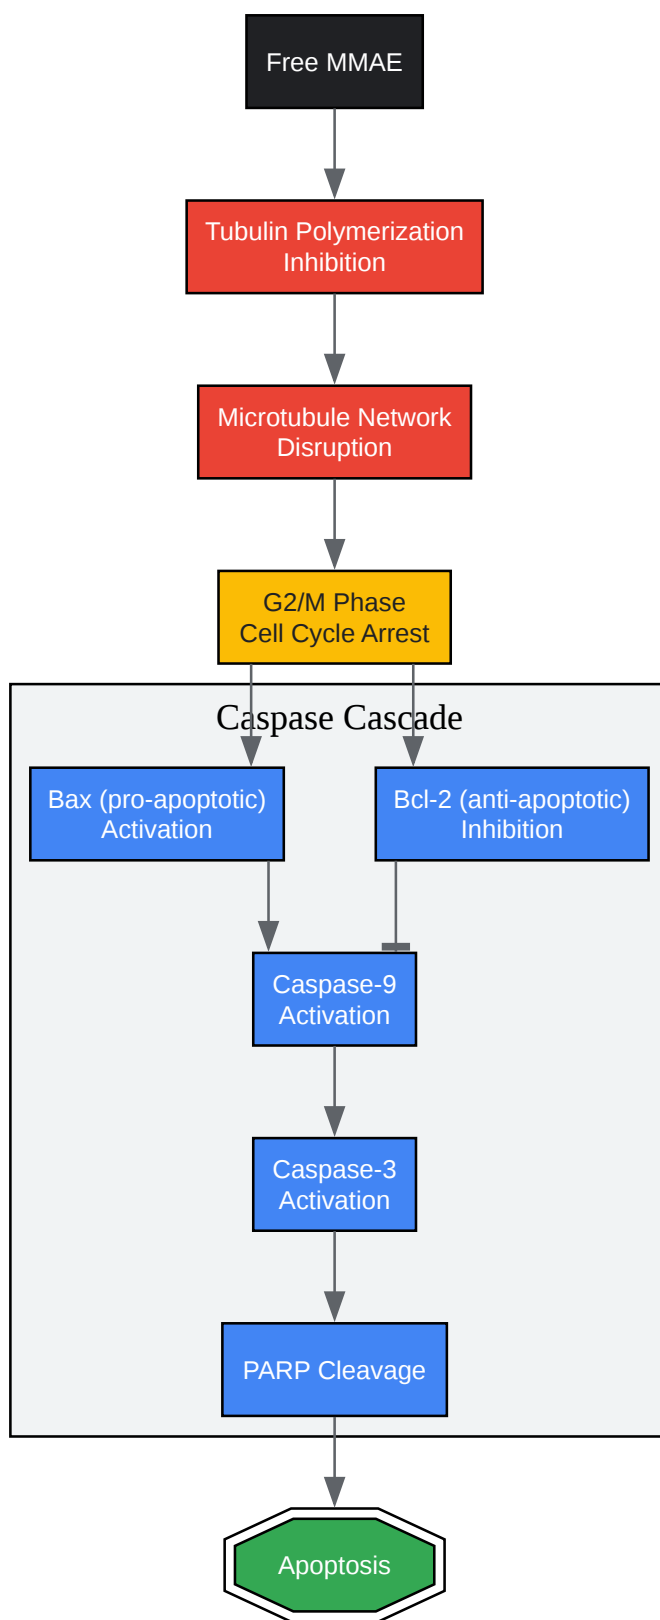 Free MMAE
Tubulin Polymerization
Inhibition
Microtubule Network
Disruption
G2/M Phase
Cell Cycle Arrest
Caspase Cascade
Bax (pro-apoptotic)
Activation
Bcl-2 (anti-apoptotic)
Inhibition
Caspase-9
Activation
Caspase-3
Activation
PARP Cleavage
Apoptosis